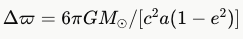 Δϖ = 6πGM⊙/[c²a(1 − e²)]